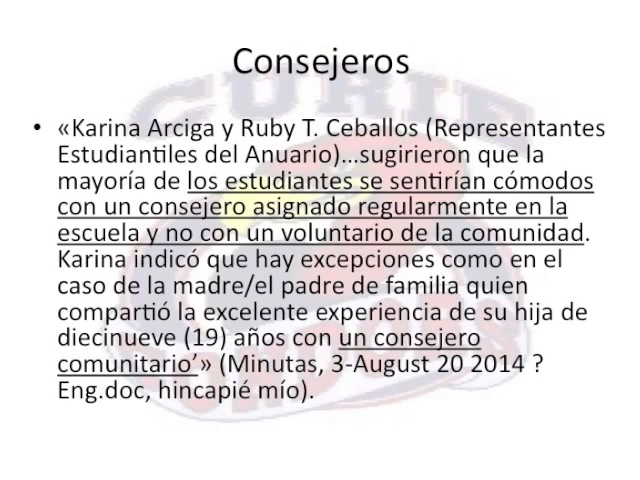 Consejeros
• «Karina Arciga y Ruby T. Ceballos (Representantes
Estudiantiles del Anuario)…sugirieron que la
mayoría de los estudiantes se sentirían cómodos
con un consejero asignado regularmente en la
escuela y no con un voluntario de la comunidad.
Karina indicó que hay excepciones como en el
caso de la madre/el padre de familia quien
compartió la excelente experiencia de su hija de
diecinueve (19) años con un consejero
comunitario’» (Minutas, 3-August 20 2014 ?
Eng.doc, hincapié mío).
CURIE
CONDORS